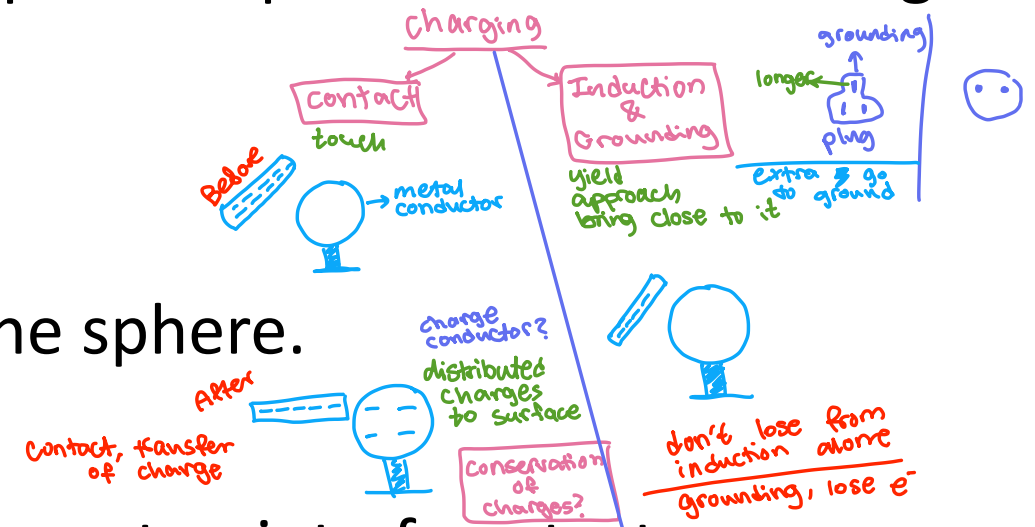 charging
contact
touch
Before
metal
conductor
Induction
&
Grounding
yield
approach
bring close to it
grounding
longer
plug
extra go
to ground
he sphere.
After
contact, transfer
of charge
charge
conductor?
distributed
charges
to surface
conservation
of
charges?
don't lose from
induction alone
grounding, lose e⁻